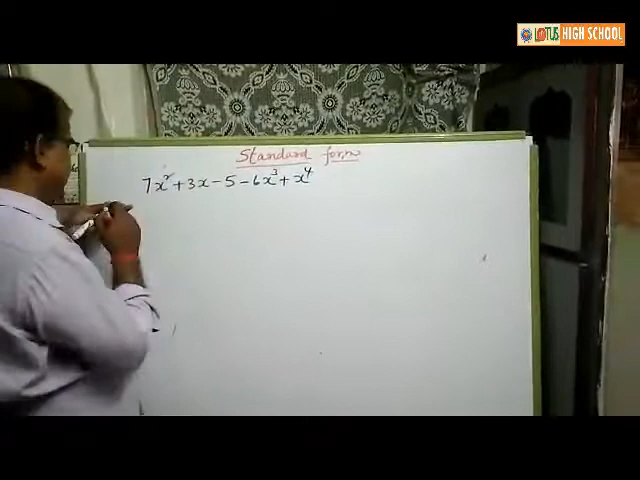 LOTUS HIGH SCHOOL
Standard form
7x² + 3x - 5 - 6x³ + x⁴